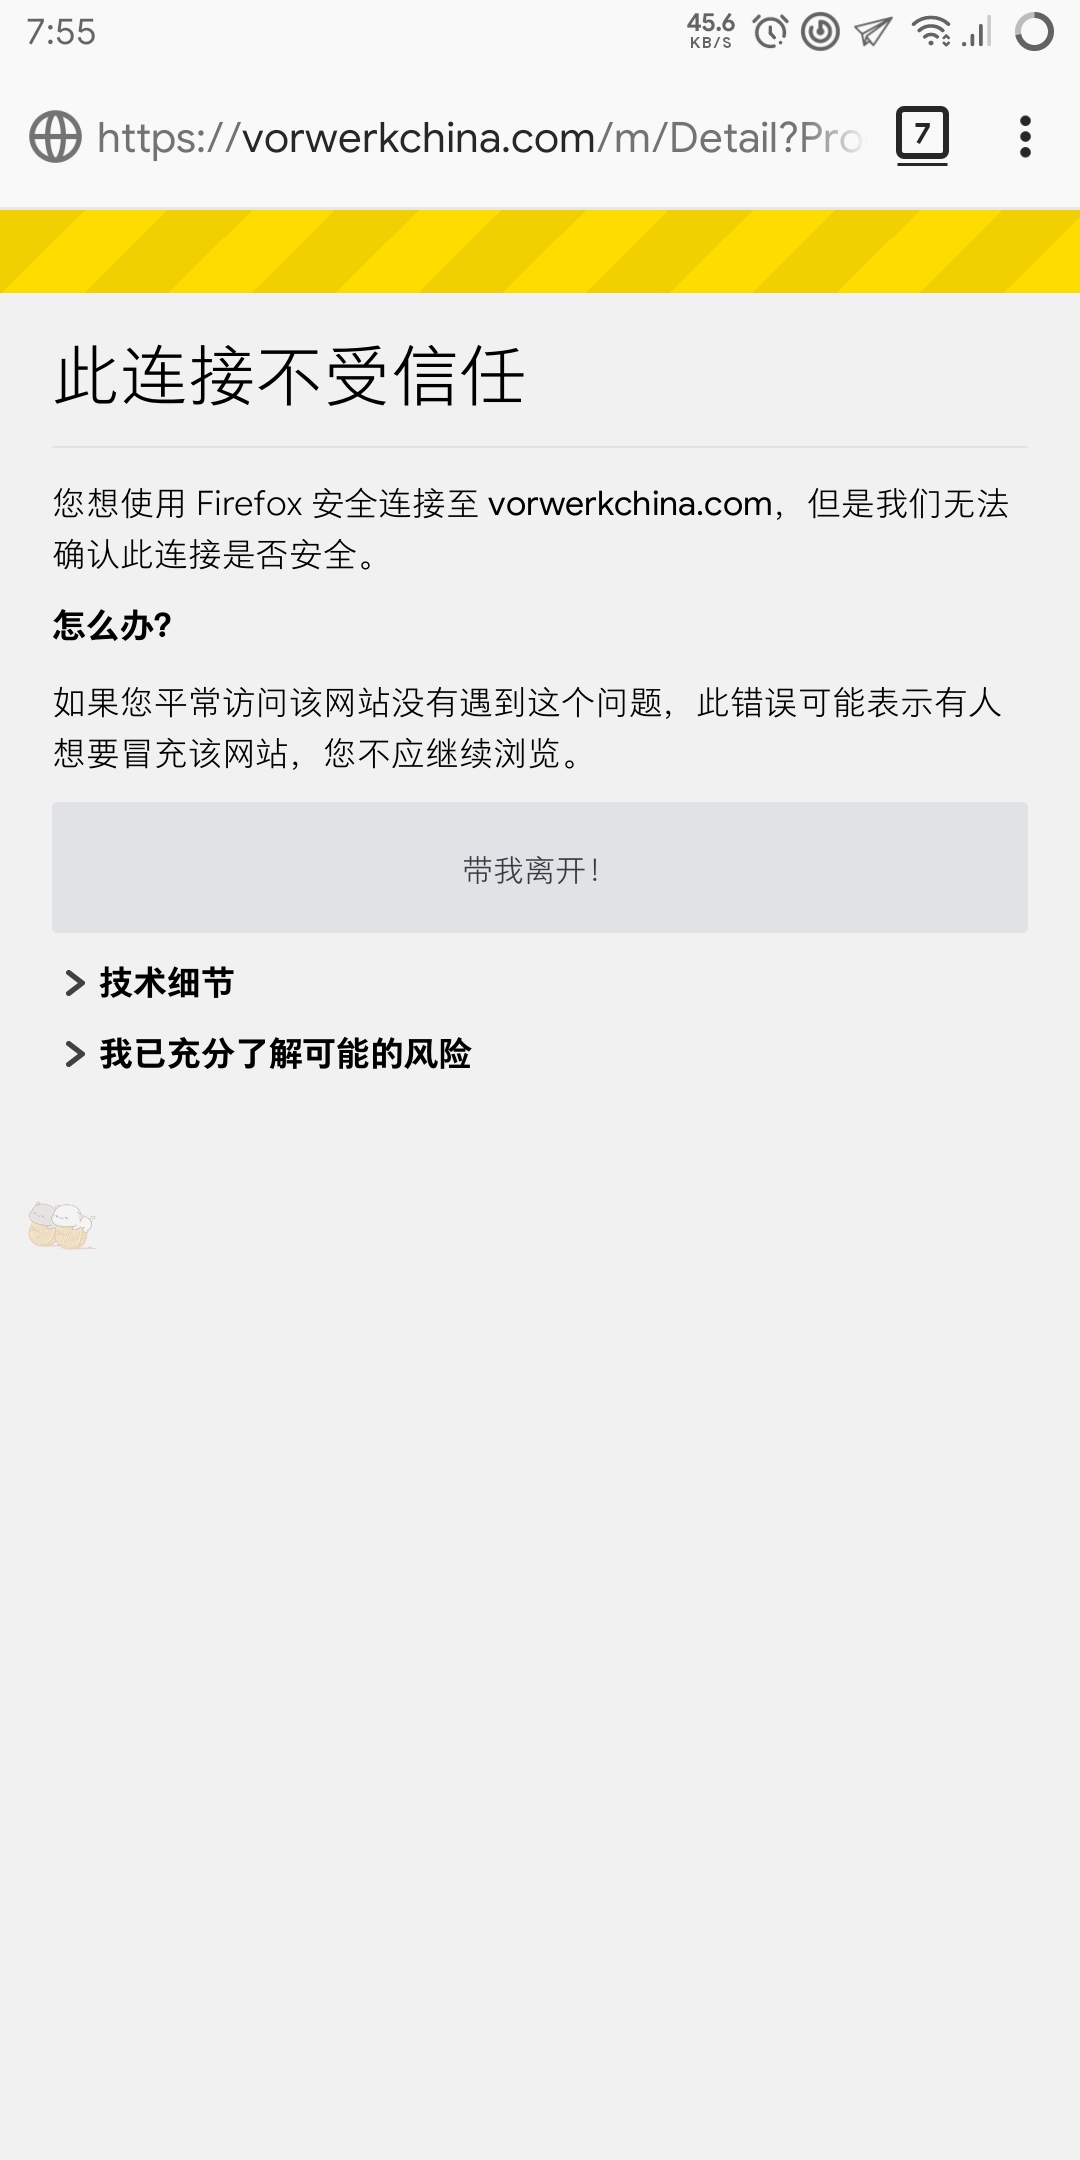 7:55
45.6
KB/S
https://vorwerkchina.com/m/Detail?Pro
7
此连接不受信任
您想使用 Firefox 安全连接至 vorwerkchina.com，但是我们无法
确认此连接是否安全。
怎么办?
如果您平常访问该网站没有遇到这个问题，此错误可能表示有人
想要冒充该网站，您不应继续浏览。
带我离开！
技术细节
我已充分了解可能的风险